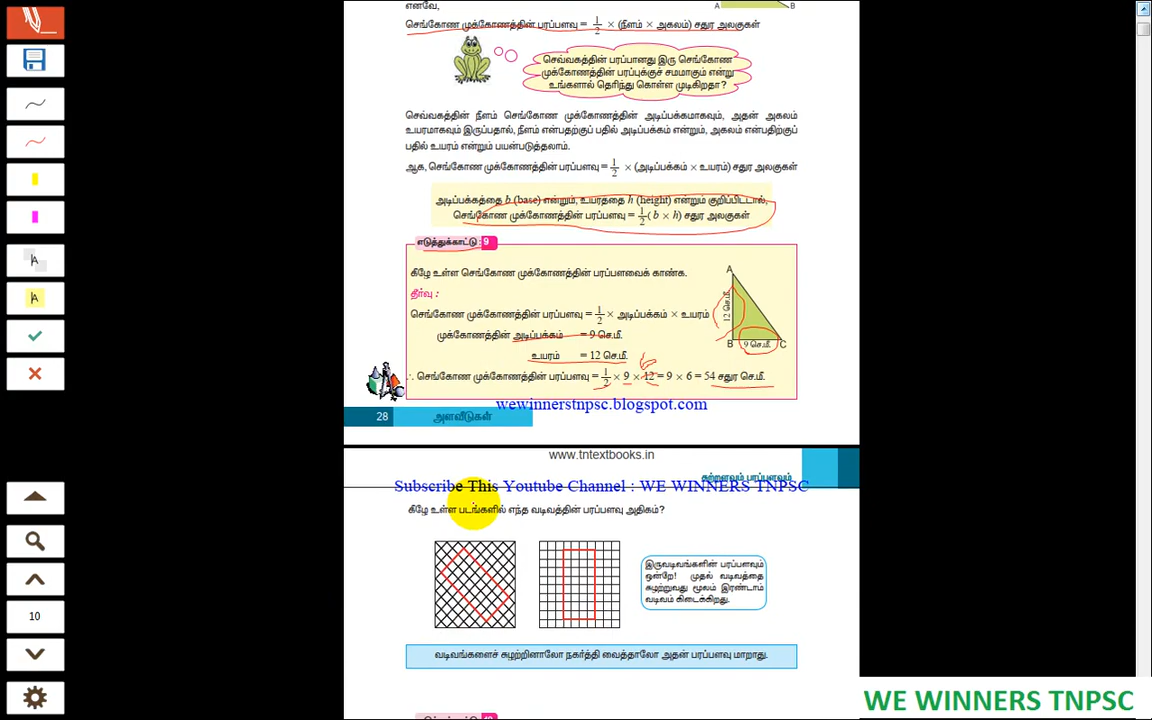 எனவே,
A B
செங்கோண முக்கோணத்தின் பரப்பளவு = 1/2 × (நீளம் × அகலம்) சதுர அலகுகள்
செவ்வகத்தின் பரப்பானது இரு செங்கோண
முக்கோணத்தின் பரப்புக்குச் சமமாகும் என்று
உங்களால் தெரிந்து கொள்ள முடிகிறதா?
செவ்வகத்தின் நீளம் செங்கோண முக்கோணத்தின் அடிப்பக்கமாகவும், அதன் அகலம்
உயரமாகவும் இருப்பதால், நீளம் என்பதற்குப் பதில் அடிப்பக்கம் என்றும், அகலம் என்பதிற்குப்
பதில் உயரம் என்றும் பயன்படுத்தலாம்.
ஆக, செங்கோண முக்கோணத்தின் பரப்பளவு = 1/2 × (அடிப்பக்கம் × உயரம்) சதுர அலகுகள்
அடிப்பக்கத்தை b (base) என்றும், உயரத்தை h (height) என்றும் குறிப்பிட்டால்,
செங்கோண முக்கோணத்தின் பரப்பளவு = 1/2 ( b × h ) சதுர அலகுகள்
எடுத்துக்காட்டு : 9
கீழே உள்ள செங்கோண முக்கோணத்தின் பரப்பளவைக் காண்க.
A
தீர்வு :
செங்கோண முக்கோணத்தின் பரப்பளவு = 1/2 × அடிப்பக்கம் × உயரம்
12 செ.மீ.
முக்கோணத்தின் அடிப்பக்கம் = 9 செ.மீ.
B 9 செ.மீ. C
உயரம் = 12 செ.மீ.
6
∴ செங்கோண முக்கோணத்தின் பரப்பளவு = 1/2 × 9 × 12 = 9 × 6 = 54 சதுர செ.மீ.
wewinnerstnpsc.blogspot.com
28 அளவீடுகள்
www.tntextbooks.in
சுற்றளவும் பரப்பளவும்
Subscribe This Youtube Channel : WE WINNERS TNPSC
கீழே உள்ள படங்களில் எந்த வடிவத்தின் பரப்பளவு அதிகம்?
இருவடிவங்களின் பரப்பளவும்
ஒன்றே! முதல் வடிவத்தை
சுழற்றுவது மூலம் இரண்டாம்
வடிவம் கிடைக்கிறது.
வடிவங்களைச் சுழற்றினாலோ நகர்த்தி வைத்தாலோ அதன் பரப்பளவு மாறாது.
10
WE WINNERS TNPSC